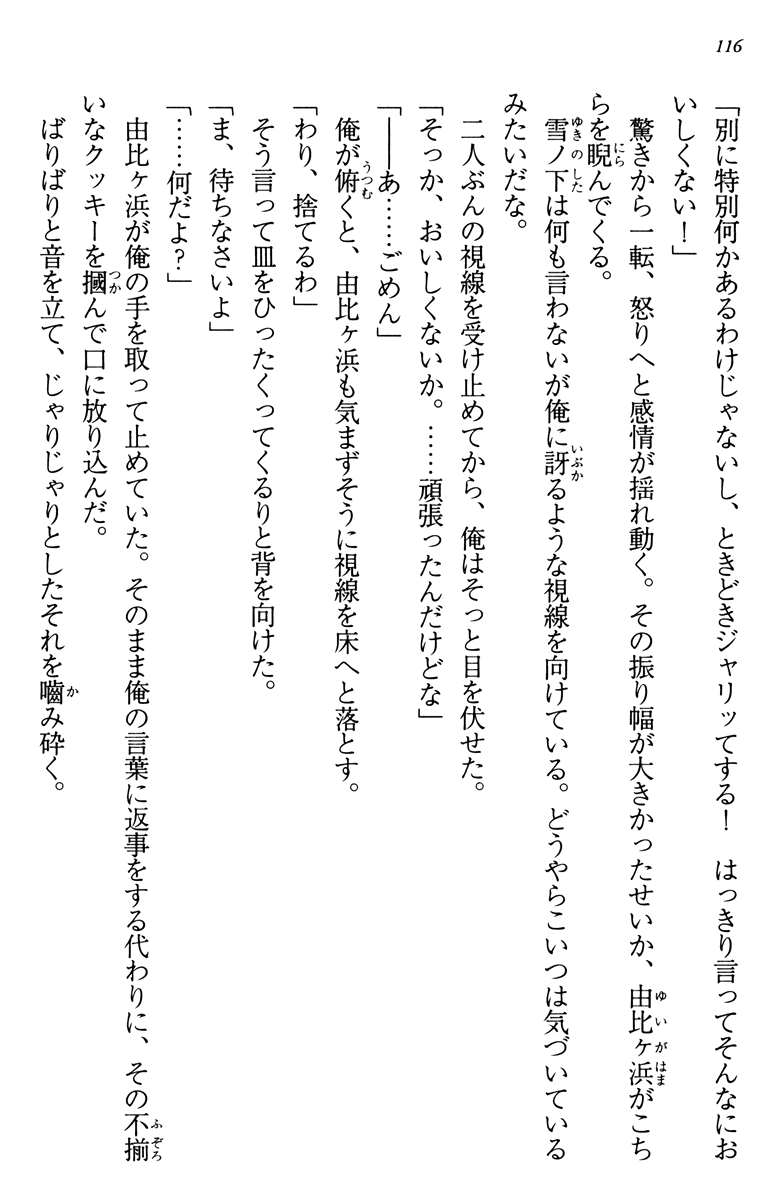 116
「別に特別何かあるわけじゃないし、ときどきジャリッてする！　はっきり言ってそんなにお
いしくない！」
　驚きから一転、怒りへと感情が揺れ動く。その振り幅が大きかったせいか、由比ヶ浜がこち
らを睨んでくる。
　雪ノ下は何も言わないが俺に訝るような視線を向けている。どうやらこいつは気づいている
みたいだな。
　二人ぶんの視線を受け止めてから、俺はそっと目を伏せた。
「そっか、おいしくないか。……頑張ったんだけどな」
「――あ……ごめん」
　俺が俯くと、由比ヶ浜も気まずそうに視線を床へと落とす。
「わり、捨てるわ」
　そう言って皿をひったくってくるりと背を向けた。
「ま、待ちなさいよ」
「……何だよ？」
　由比ヶ浜が俺の手を取って止めていた。そのまま俺の言葉に返事をする代わりに、その不揃
いなクッキーを摑んで口に放り込んだ。
　ばりばりと音を立て、じゃりじゃりとしたそれを嚙み砕く。